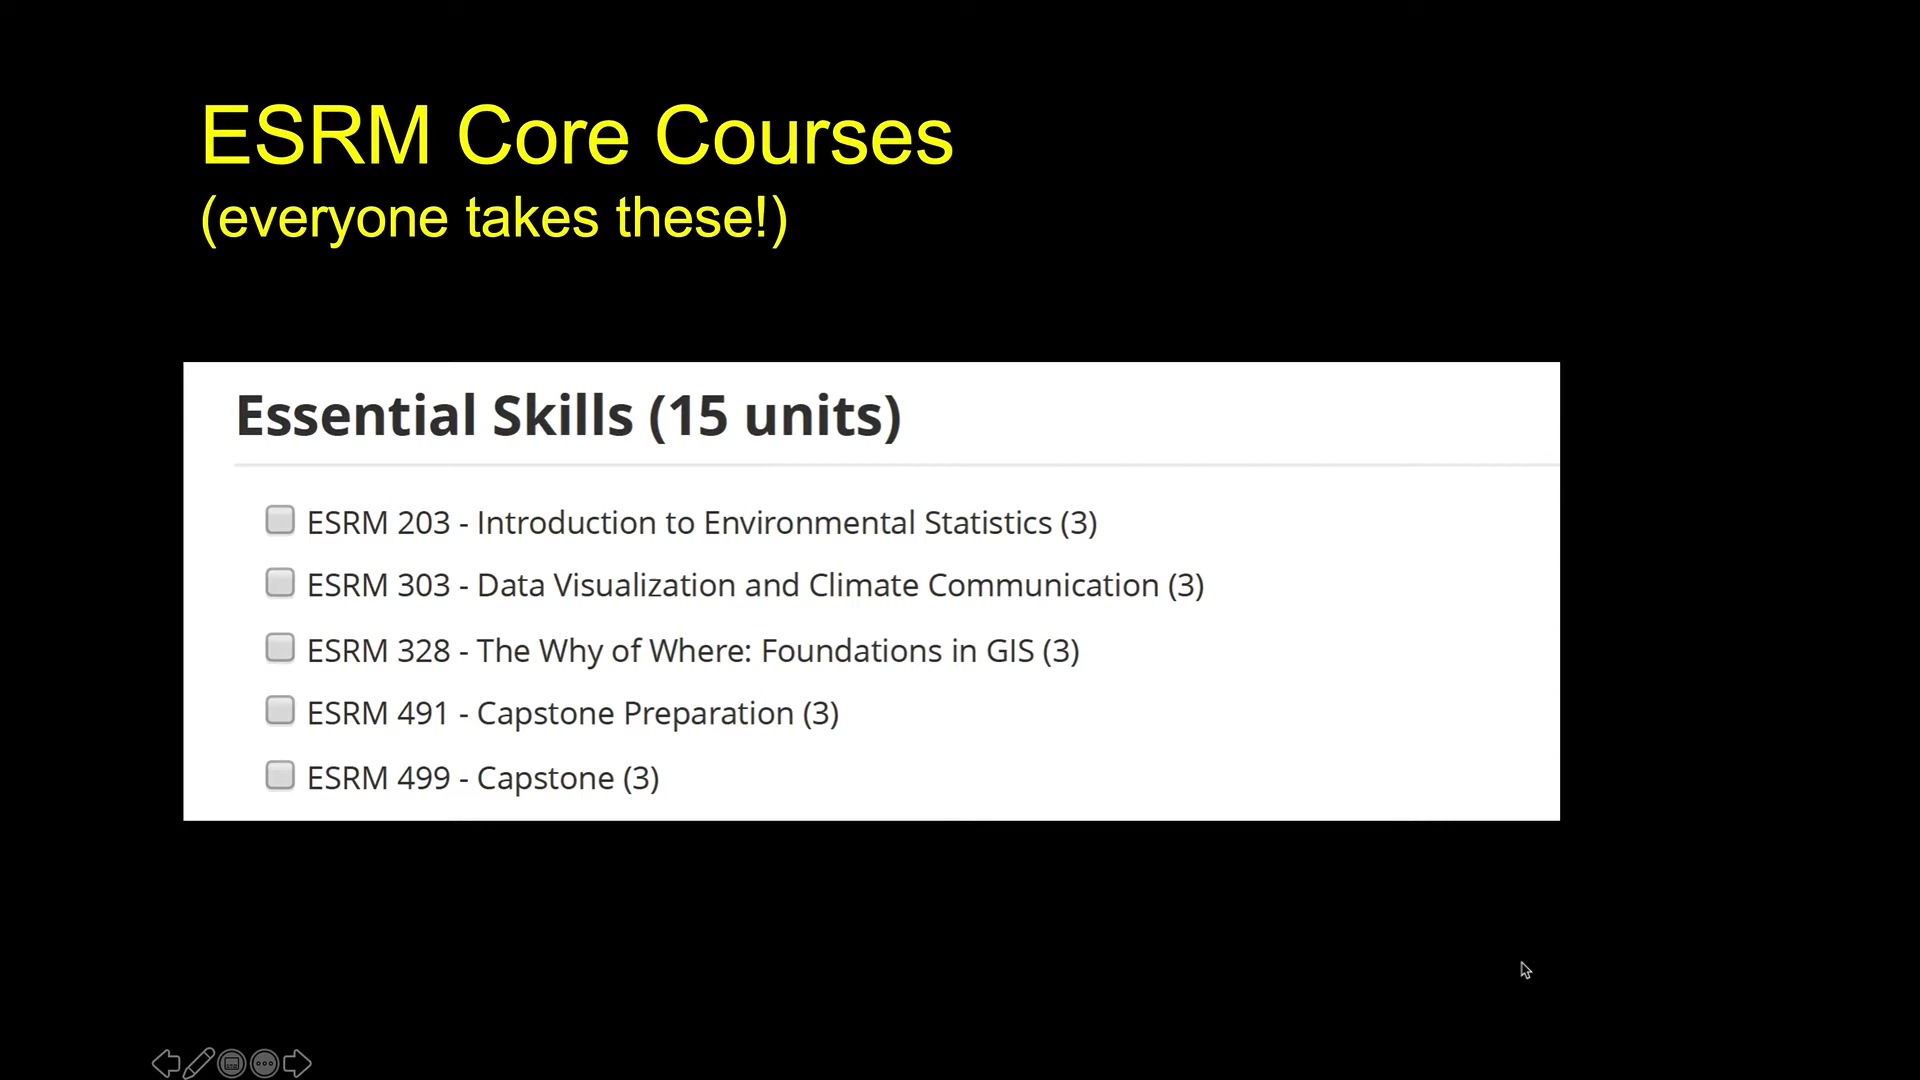 ESRM Core Courses
(everyone takes these!)
Essential Skills (15 units)
ESRM 203 - Introduction to Environmental Statistics (3)
ESRM 303 - Data Visualization and Climate Communication (3)
ESRM 328 - The Why of Where: Foundations in GIS (3)
ESRM 491 - Capstone Preparation (3)
ESRM 499 - Capstone (3)